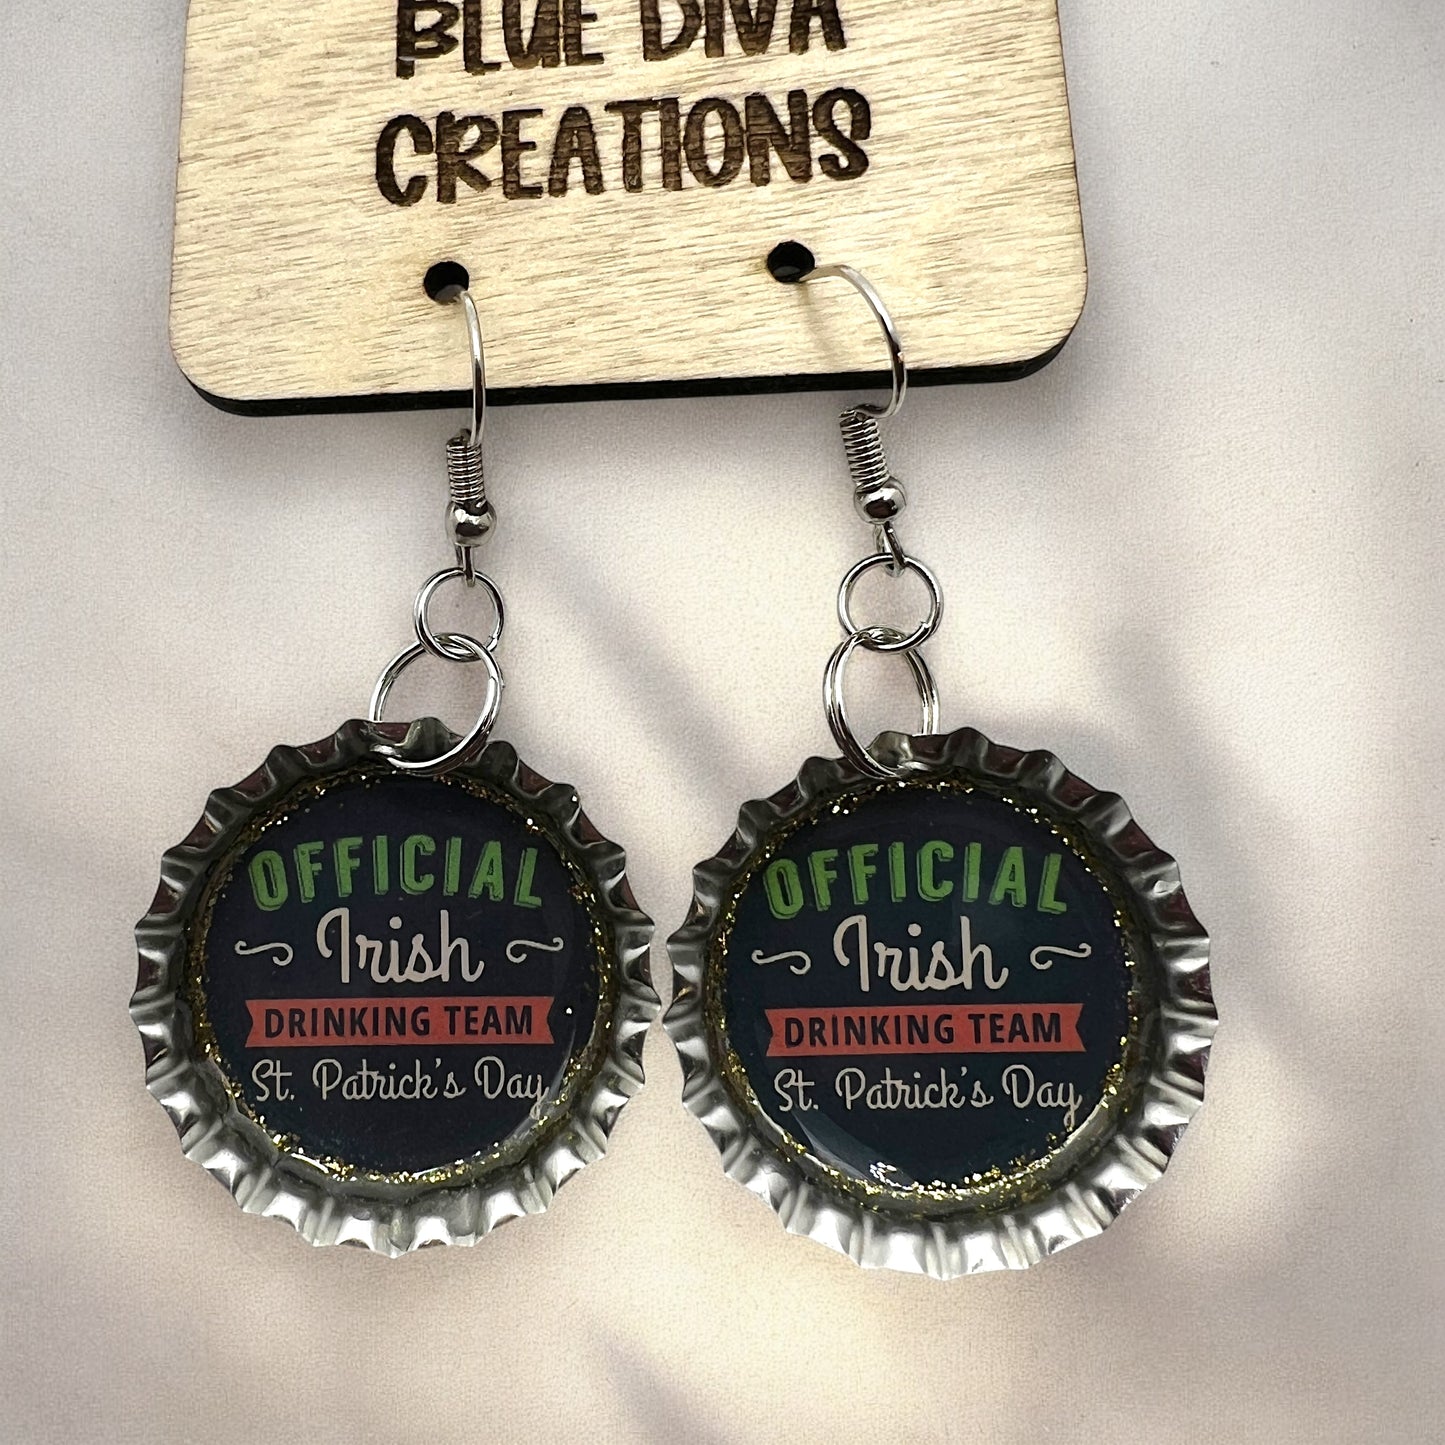 BLUE DIVA
CREATIONS
OFFICIAL
Irish
DRINKING TEAM
St. Patrick's Day
OFFICIAL
Irish
DRINKING TEAM
St. Patrick's Day